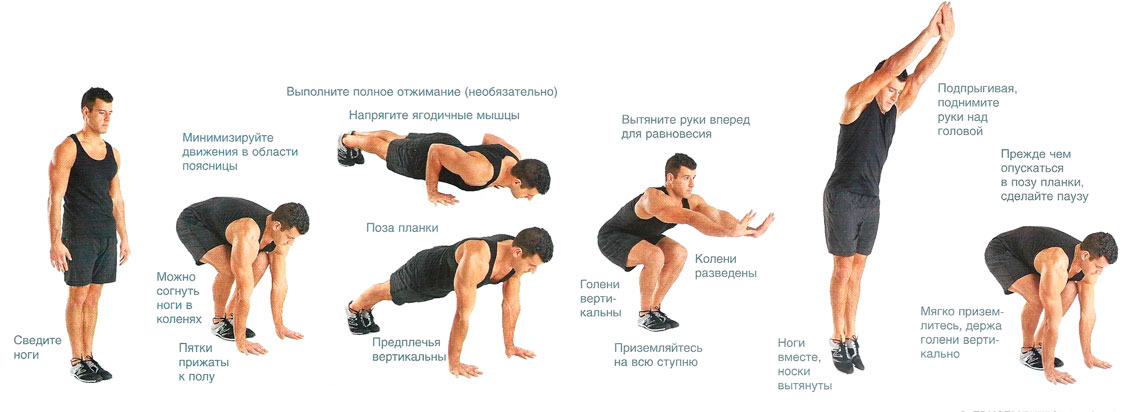 Сведите
ноги
Минимизируйте
движения в области
поясницы
Можно
согнуть
ноги в
коленях
Пятки
прижаты
к полу
Выполните полное отжимание (необязательно)
Напрягите ягодичные мышцы
Поза планки
Предплечья
вертикальны
Вытяните руки вперед
для равновесия
Колени
разведены
Голени
верти-
кальны
Приземляйтесь
на всю ступню
Подпрыгивая,
поднимите
руки над
головой
Ноги
вместе,
носки
вытянуты
Прежде чем
опускаться
в позу планки,
сделайте паузу
Мягко призем-
литесь, держа
голени верти-
кально